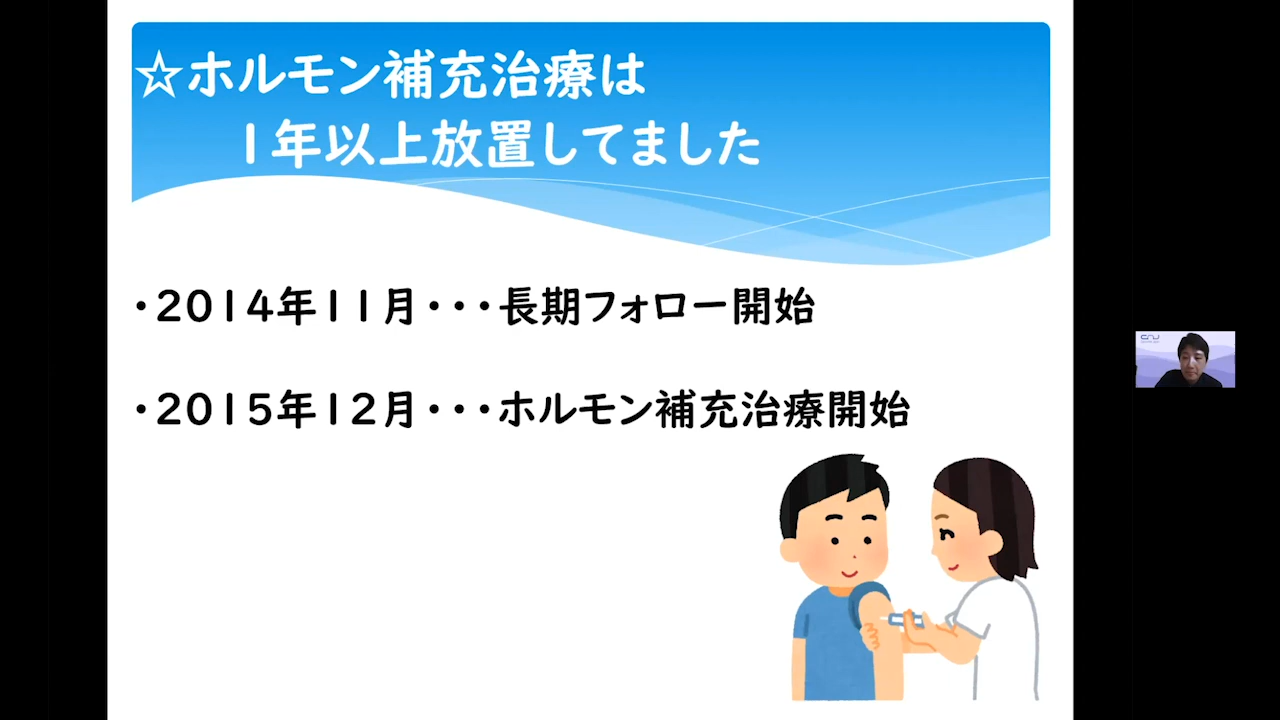 ☆ホルモン補充治療は
1年以上放置してました
・2014年11月・・・長期フォロー開始
・2015年12月・・・ホルモン補充治療開始